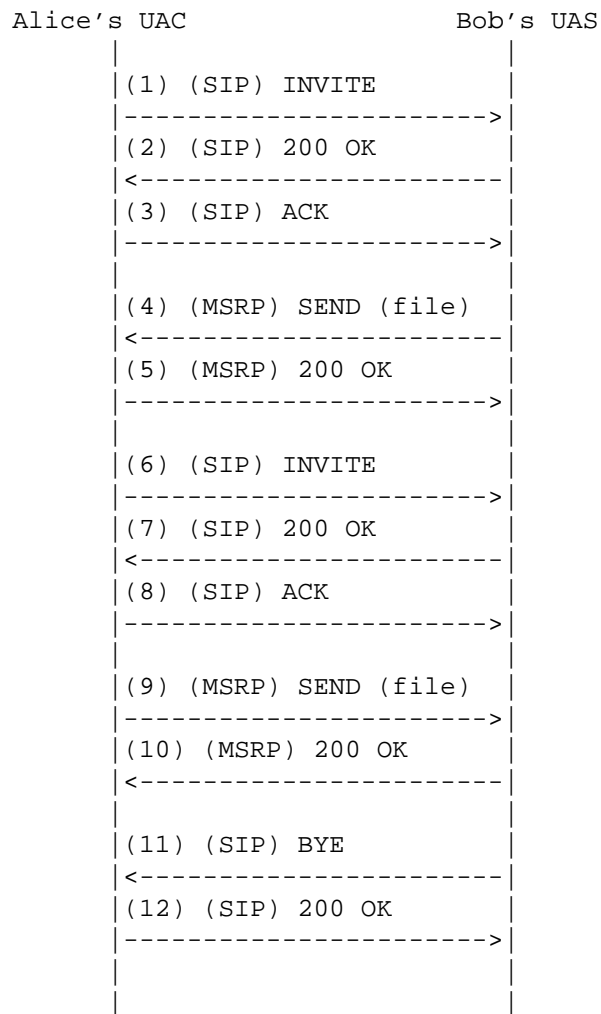 Alice's UAC Bob's UAS
(1) (SIP) INVITE
(2) (SIP) 200 OK
(3) (SIP) ACK
(4) (MSRP) SEND (file)
(5) (MSRP) 200 OK
(6) (SIP) INVITE
(7) (SIP) 200 OK
(8) (SIP) ACK
(9) (MSRP) SEND (file)
(10) (MSRP) 200 OK
(11) (SIP) BYE
(12) (SIP) 200 OK